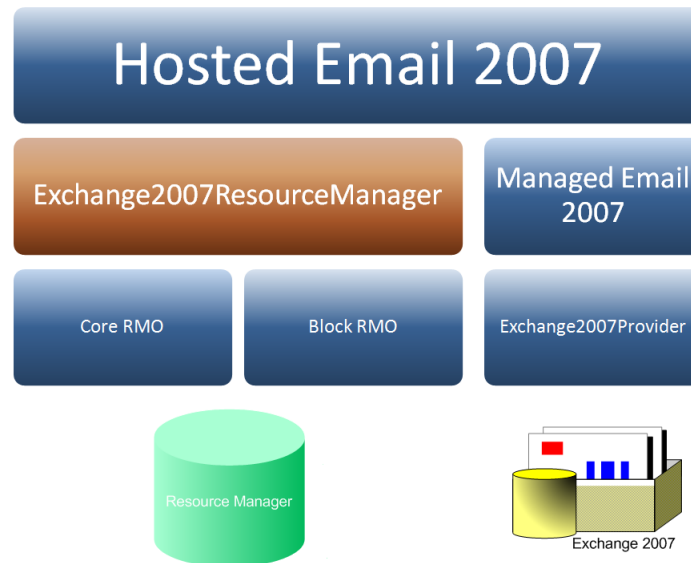 Hosted Email 2007
Exchange2007ResourceManager
Managed Email
2007
Core RMO
Block RMO
Exchange2007Provider
Resource Manager
Exchange 2007